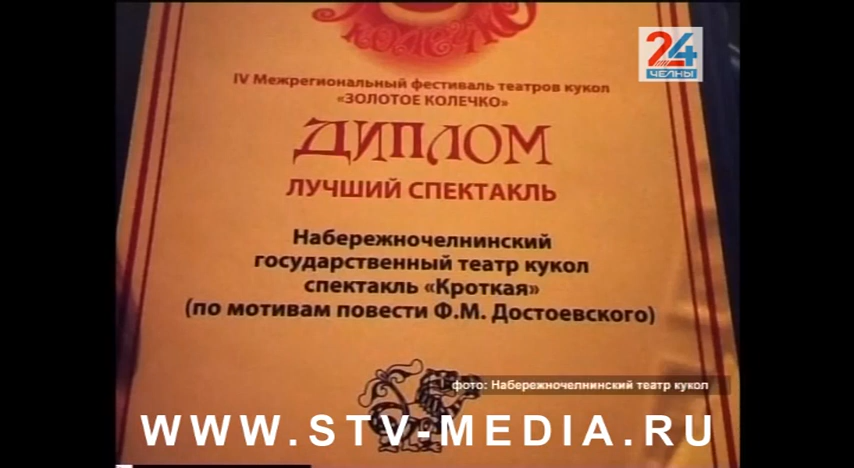 КОЛЕЧКО
24
ЧЕЛНЫ
IV Межрегиональный фестиваль театров кукол
«ЗОЛОТОЕ КОЛЕЧКО»
ДИПЛОМ
ЛУЧШИЙ СПЕКТАКЛЬ
Набережночелнинский
государственный театр кукол
спектакль «Кроткая»
(по мотивам повести Ф.М. Достоевского)
фото: Набережночелнинский театр кукол
WWW.STV-MEDIA.RU